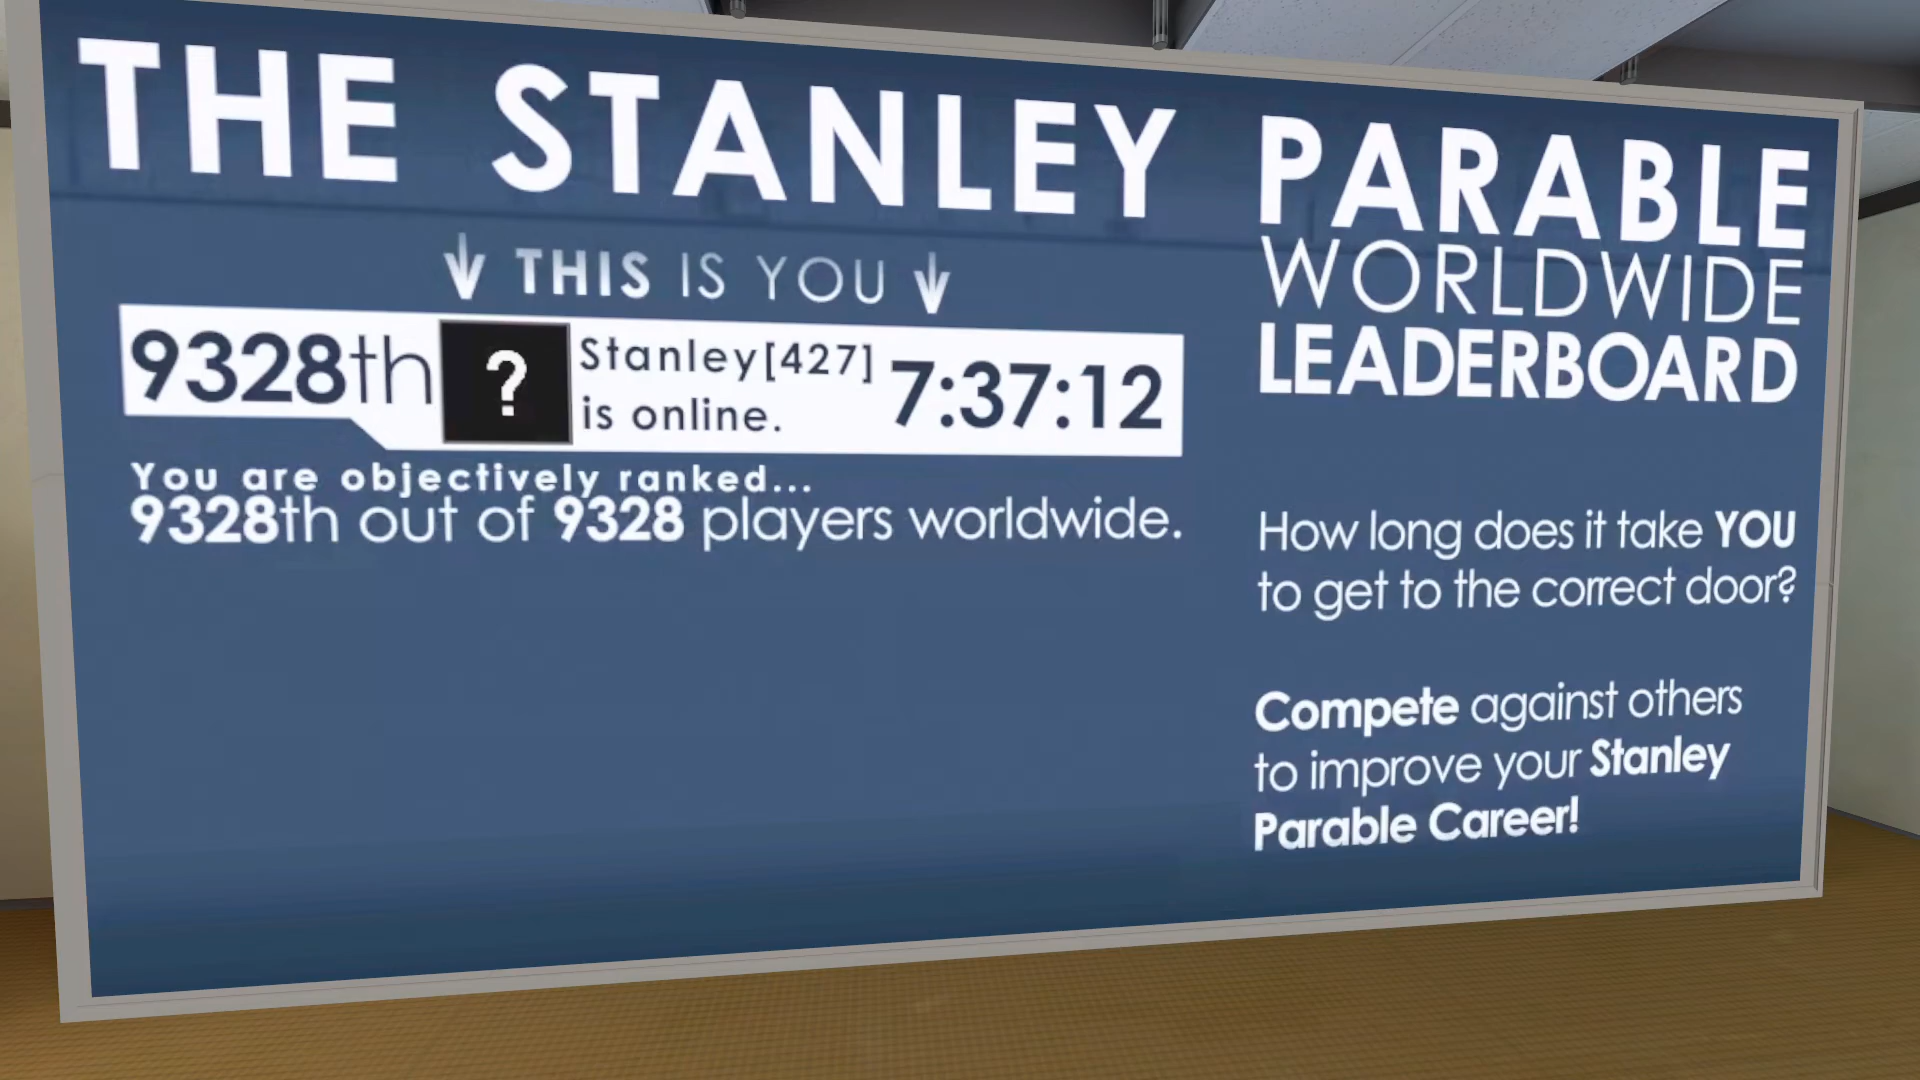 THE STANLEY PARABLE
WORLDWIDE
LEADERBOARD
THIS IS YOU
9328th
?
Stanley[427]
is online.
7:37:12
You are objectively ranked...
9328th out of 9328 players worldwide.
How long does it take YOU
to get to the correct door?
Compete against others
to improve your Stanley
Parable Career!